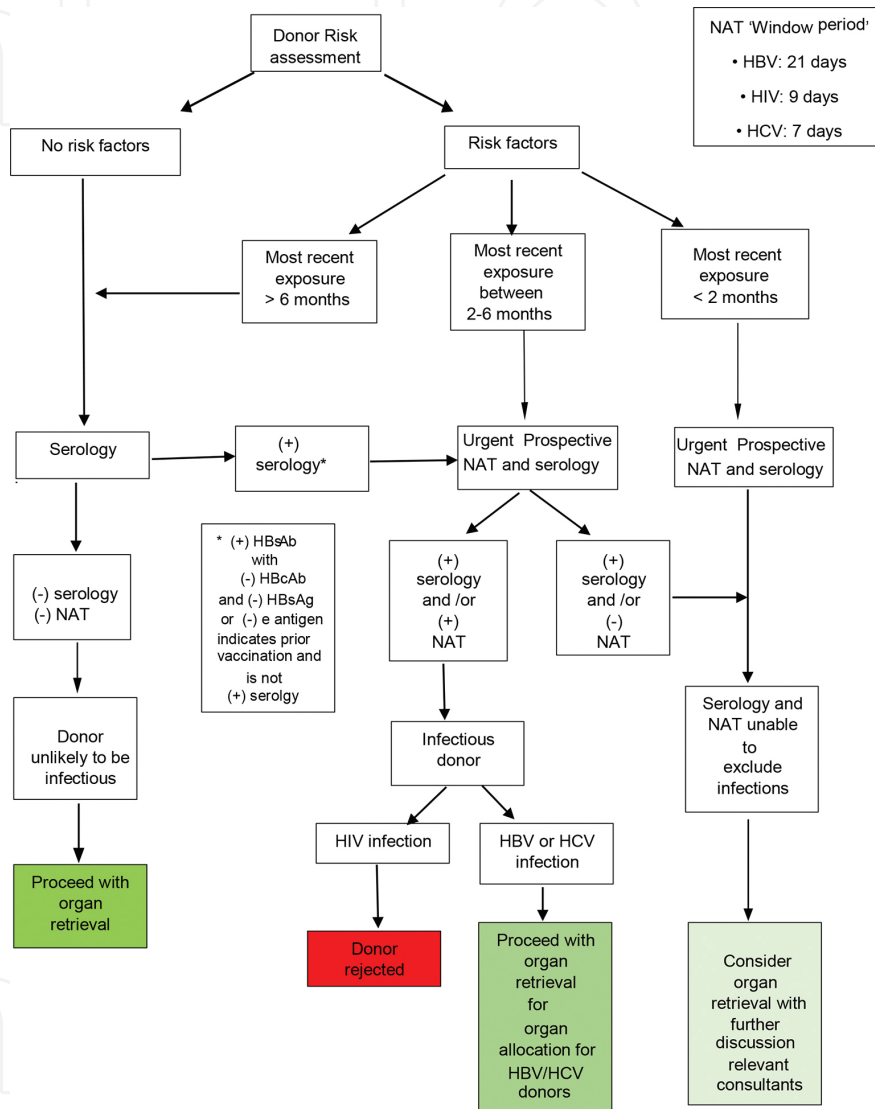 Donor Risk
assessment
NAT ‘Window period’
• HBV: 21 days
• HIV: 9 days
• HCV: 7 days
No risk factors
Risk factors
Most recent
exposure
> 6 months
Most recent
exposure
between
2-6 months
Most recent
exposure
< 2 months
Serology
(+)
serology*
Urgent Prospective
NAT and serology
Urgent Prospective
NAT and serology
(-) serology
(-) NAT
* (+) HBsAb
with
(-) HBcAb
and (-) HBsAg
or (-) e antigen
indicates prior
vaccination and
is not
(+) serolgy
(+)
serology
and /or
(+)
NAT
(+)
serology
and /or
(-)
NAT
Donor
unlikely to be
infectious
Infectious
donor
Serology and
NAT unable
to
exclude
infections
HIV infection
HBV or HCV
infection
Proceed with
organ
retrieval
Donor
rejected
Proceed with
organ
retrieval
for
organ
allocation for
HBV/HCV
donors
Consider
organ
retrieval with
further
discussion
relevant
consultants